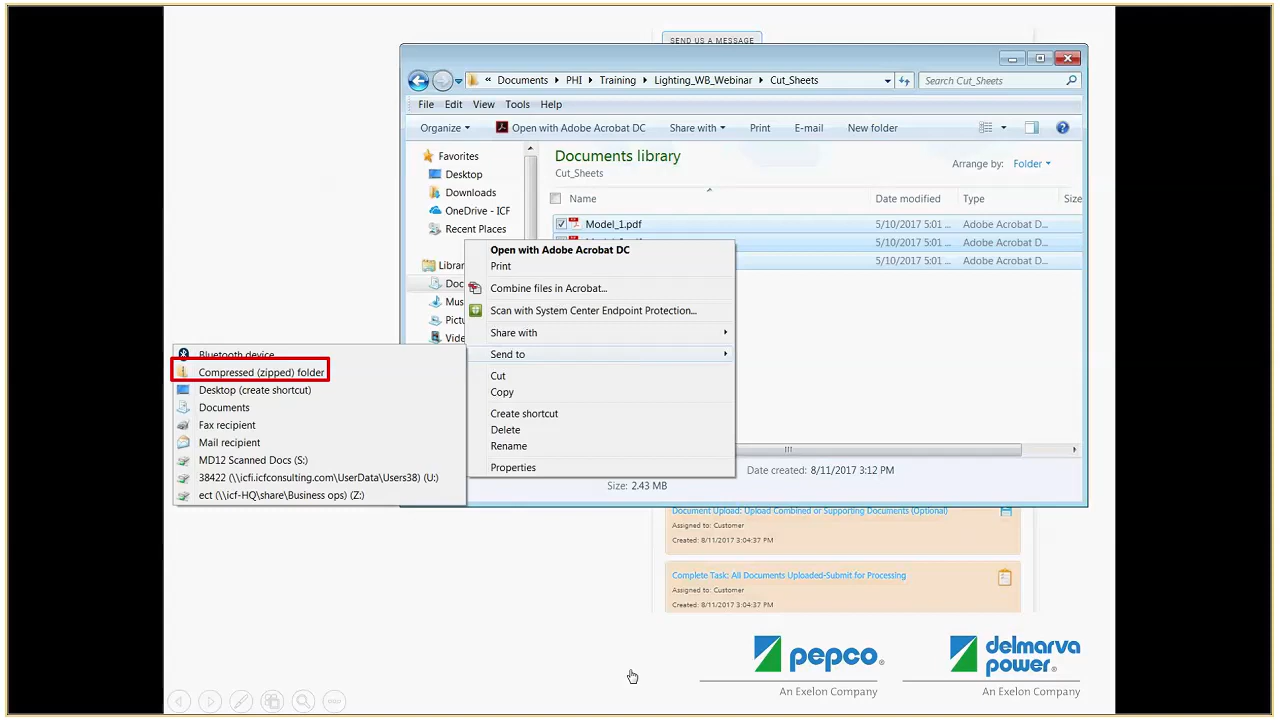 SEND US A MESSAGE
« Documents PHI Training Lighting_WB_Webinar Cut_Sheets
Search Cut_Sheets
File Edit View Tools Help
Organize Open with Adobe Acrobat DC Share with Print E-mail New folder
Favorites
Desktop
Downloads
OneDrive - ICF
Recent Places
Librar
Doc
Mus
Pictu
Vide
Documents library
Cut_Sheets
Arrange by: Folder
Name Date modified Type Size
Model_1.pdf 5/10/2017 5:01 ... Adobe Acrobat D...
5/10/2017 5:01 ... Adobe Acrobat D...
5/10/2017 5:01 ... Adobe Acrobat D...
Open with Adobe Acrobat DC
Print
Combine files in Acrobat...
Scan with System Center Endpoint Protection...
Share with
Send to
Cut
Copy
Create shortcut
Delete
Rename
Properties
Bluetooth device
Compressed (zipped) folder
Desktop (create shortcut)
Documents
Fax recipient
Mail recipient
MD12 Scanned Docs (S:)
38422 (\\icfi.icfconsulting.com\UserData\Users38) (U:)
ect (\\icf-HQ\share\Business ops) (Z:)
Date created: 8/11/2017 3:12 PM
Size: 2.43 MB
Document Upload: Upload Combined or Supporting Documents (Optional)
Assigned to: Customer
Created: 8/11/2017 3:04:37 PM
Complete Task: All Documents Uploaded-Submit for Processing
Assigned to: Customer
Created: 8/11/2017 3:04:37 PM
pepco®
An Exelon Company
delmarva
power®
An Exelon Company